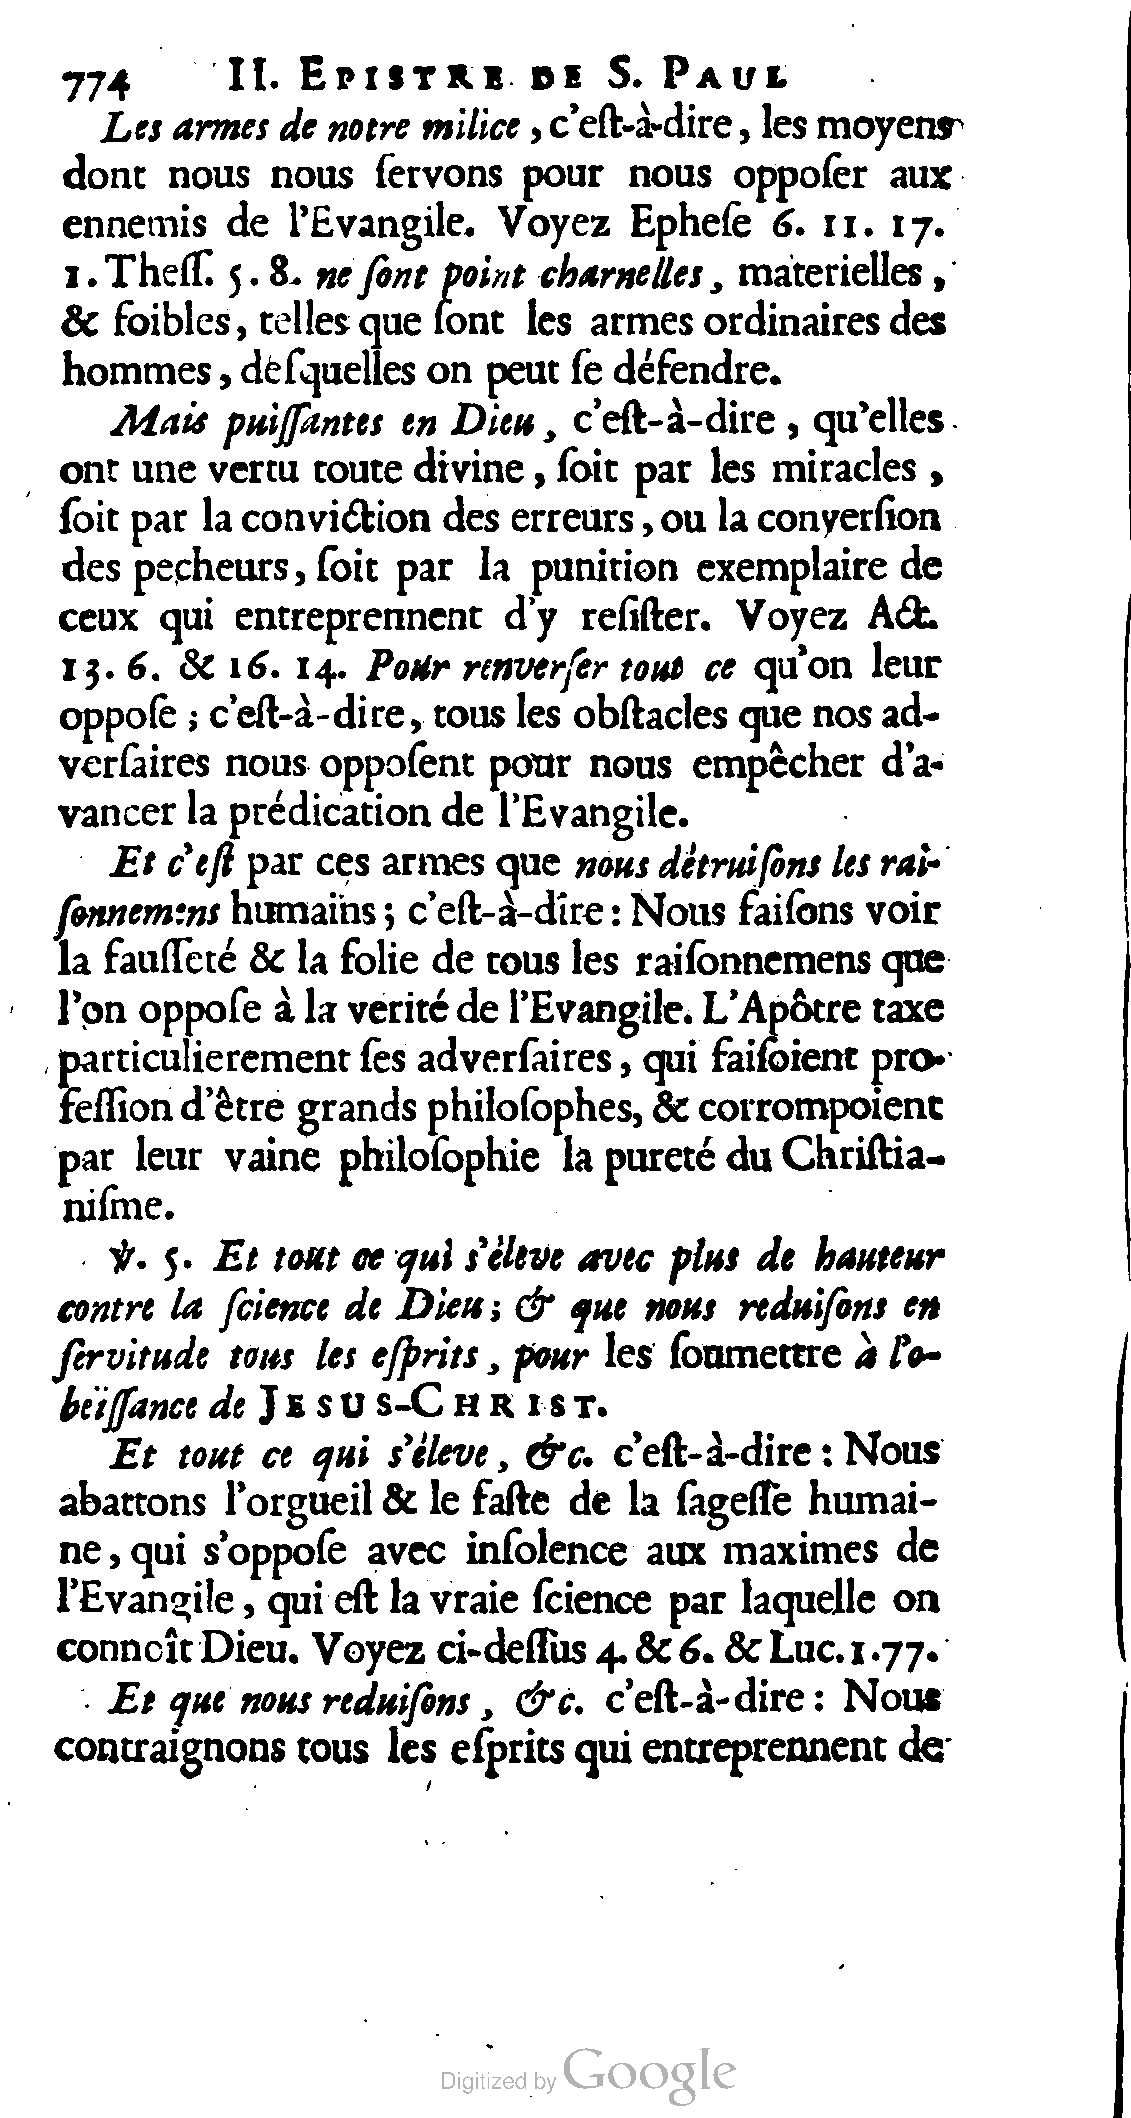 774 II. EPISTRE DE S. PAUL
Les armes de notre milice, c'eſt-à-dire, les moyens
dont nous nous ſervons pour nous oppoſer aux
ennemis de l'Evangile. Voyez Epheſe 6. 11. 17.
1. Theſſ. 5. 8. ne ſont point charnelles, materielles,
& foibles, telles que ſont les armes ordinaires des
hommes, deſquelles on peut ſe défendre.
Mais puiſſantes en Dieu, c'eſt-à-dire, qu'elles
ont une vertu toute divine, ſoit par les miracles,
ſoit par la conviction des erreurs, ou la converſion
des pecheurs, ſoit par la punition exemplaire de
ceux qui entreprennent d'y reſiſter. Voyez Act.
13. 6. & 16. 14. Pour renverſer tout ce qu'on leur
oppoſe; c'eſt-à-dire, tous les obſtacles que nos ad-
verſaires nous oppoſent pour nous empêcher d'a-
vancer la prédication de l'Evangile.
Et c'eſt par ces armes que nous détruiſons les rai-
ſonnemens humains; c'eſt-à-dire: Nous faiſons voir
la fauſſeté & la folie de tous les raiſonnemens que
l'on oppoſe à la verité de l'Evangile. L'Apôtre taxe
particulierement ſes adverſaires, qui faiſoient pro-
feſſion d'être grands philoſophes, & corrompoient
par leur vaine philoſophie la pureté du Chriſtia-
niſme.
℣. 5. Et tout ce qui s'éleve avec plus de hauteur
contre la ſcience de Dieu; & que nous reduiſons en
ſervitude tous les eſprits, pour les ſoumettre à l'o-
beïſſance de JESUS-CHRIST.
Et tout ce qui s'éleve, &c. c'eſt-à-dire: Nous
abattons l'orgueil & le faſte de la ſageſſe humai-
ne, qui s'oppoſe avec inſolence aux maximes de
l'Evangile, qui eſt la vraie ſcience par laquelle on
connoît Dieu. Voyez ci-deſſus 4. & 6. & Luc. 1. 77.
Et que nous reduiſons, &c. c'eſt-à-dire: Nous
contraignons tous les eſprits qui entreprennent de
Digitized by Google